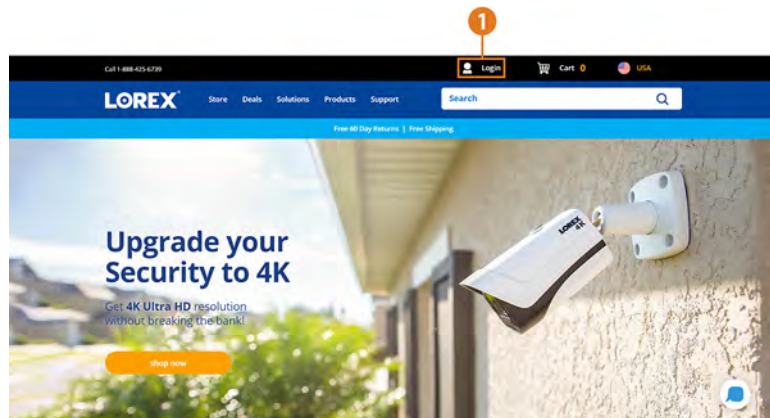 1
Call 1-888-425-6739
Login
Cart 0
USA
LOREX
Store Deals Solutions Products Support
Search
Free 60 Day Returns | Free Shipping
LOREX
4K
Upgrade your
Security to 4K
Get 4K Ultra HD resolution
without breaking the bank!
shop now